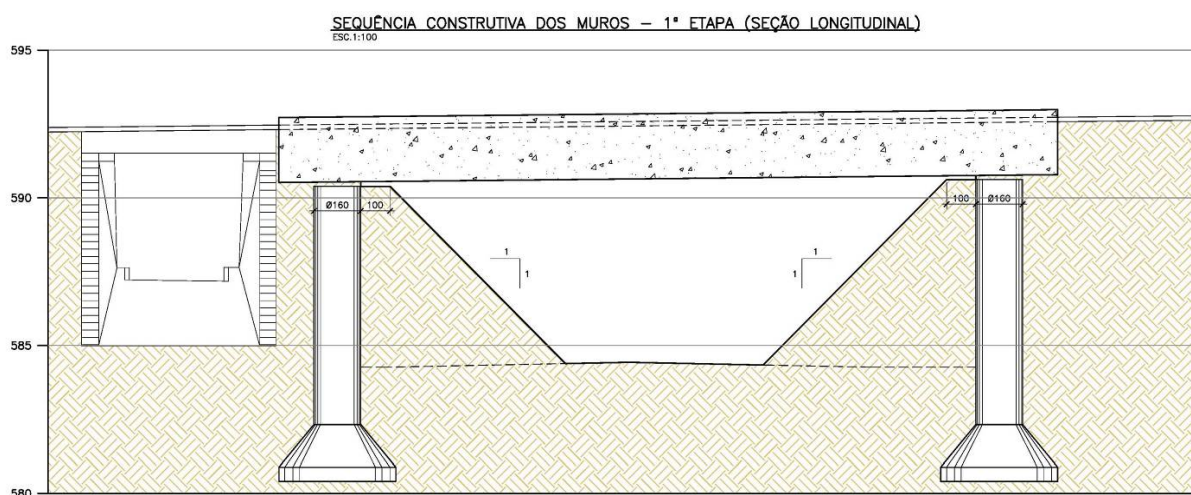 SEQUÊNCIA CONSTRUTIVA DOS MUROS – 1ª ETAPA (SEÇÃO LONGITUDINAL)
ESC.1:100
595
590
Ø160 100
100 Ø160
1
1
1
1
585
580